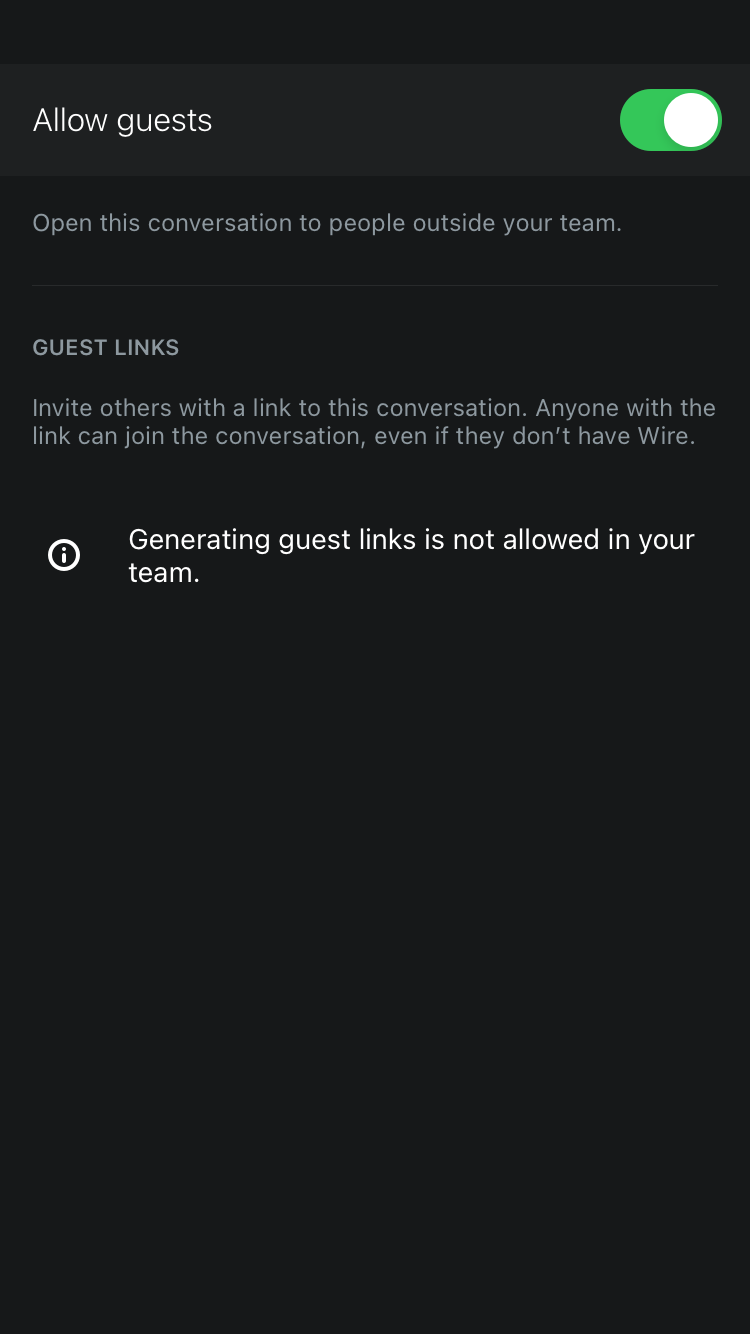 Allow guests
Open this conversation to people outside your team.
GUEST LINKS
Invite others with a link to this conversation. Anyone with the
link can join the conversation, even if they don’t have Wire.
Generating guest links is not allowed in your
team.